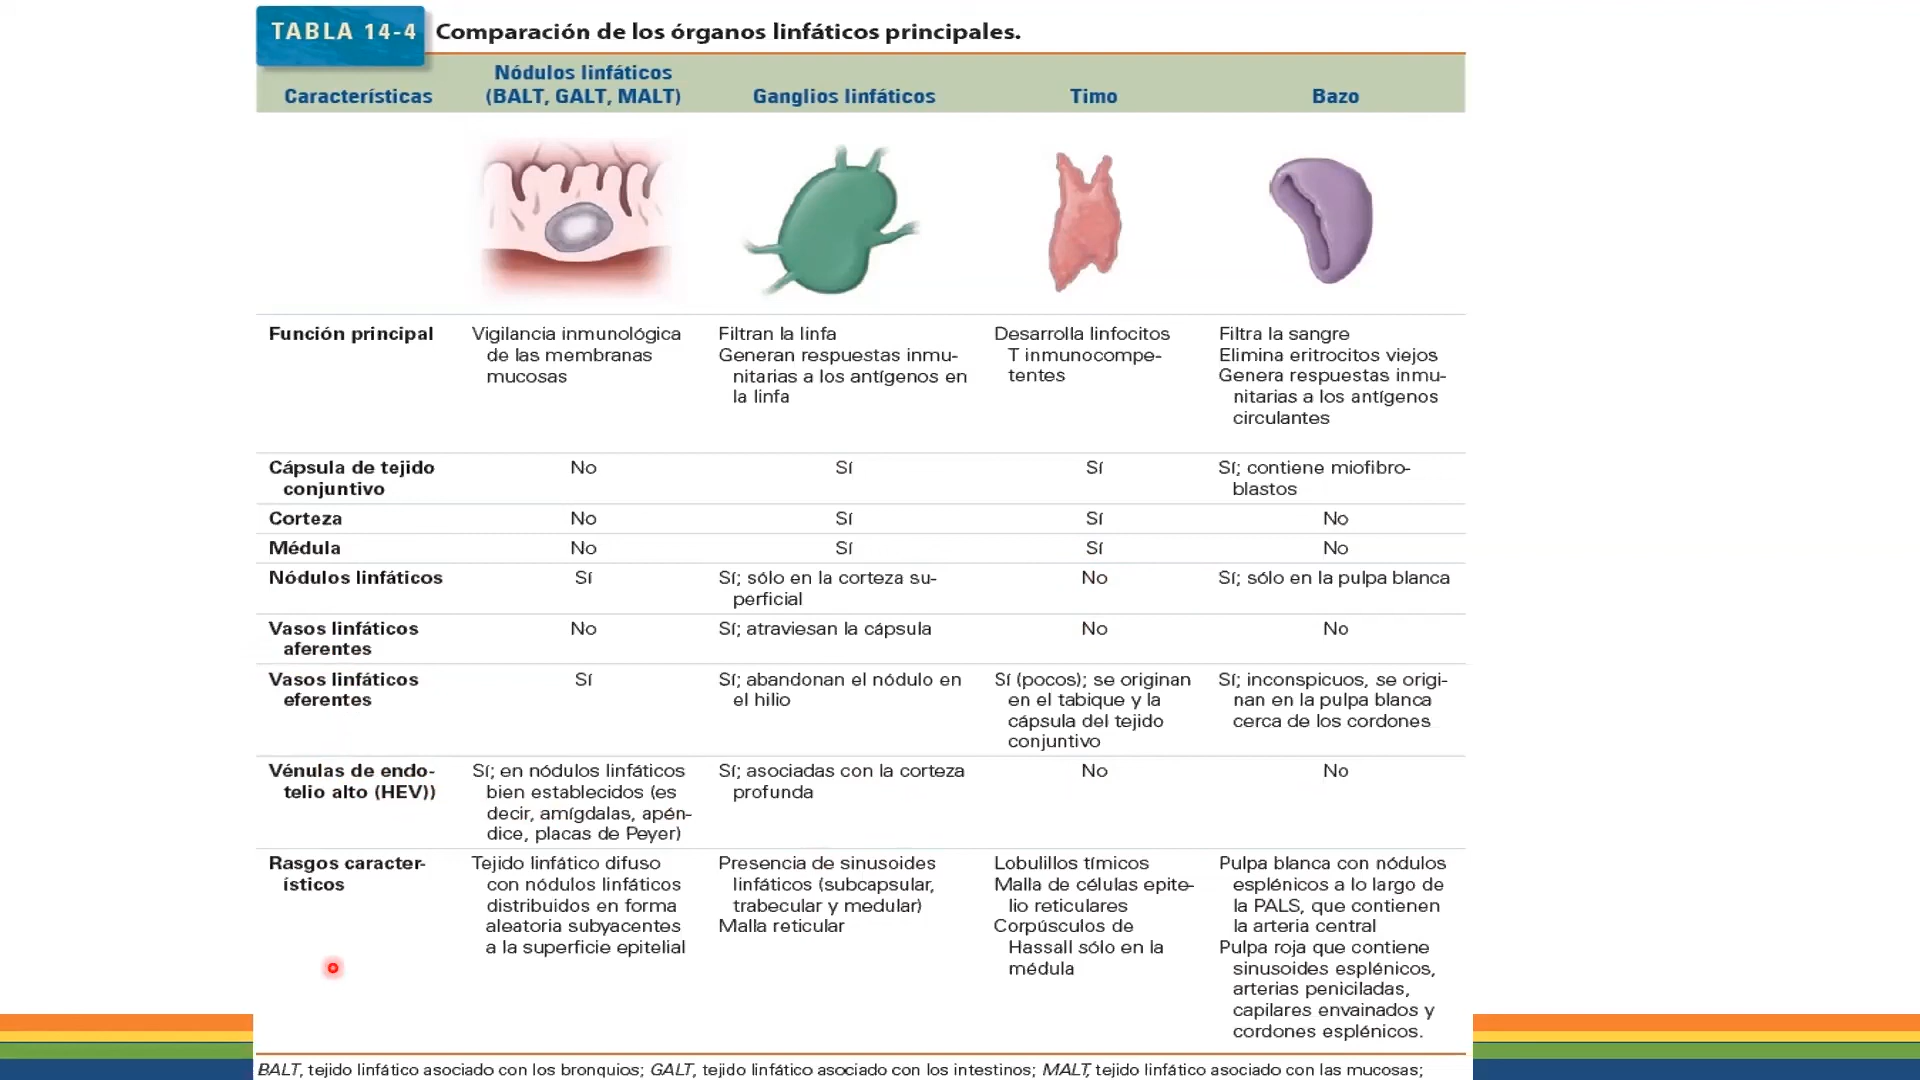 TABLA 14-4 Comparación de los órganos linfáticos principales.
Características
Nódulos linfáticos
(BALT, GALT, MALT)
Ganglios linfáticos
Timo
Bazo
Función principal
Vigilancia inmunológica
de las membranas
mucosas
Filtran la linfa
Generan respuestas inmu-
nitarias a los antígenos en
la linfa
Desarrolla linfocitos
T inmunocompe-
tentes
Filtra la sangre
Elimina eritrocitos viejos
Genera respuestas inmu-
nitarias a los antígenos
circulantes
Cápsula de tejido
conjuntivo
No
Sí
Sí
Sí; contiene miofibro-
blastos
Corteza
No
Sí
Sí
No
Médula
No
Sí
Sí
No
Nódulos linfáticos
Sí
Sí; sólo en la corteza su-
perficial
No
Sí; sólo en la pulpa blanca
Vasos linfáticos
aferentes
No
Sí; atraviesan la cápsula
No
No
Vasos linfáticos
eferentes
Sí
Sí; abandonan el nódulo en
el hilio
Sí (pocos); se originan
en el tabique y la
cápsula del tejido
conjuntivo
Sí; inconspicuos, se origi-
nan en la pulpa blanca
cerca de los cordones
Vénulas de endo-
telio alto (HEV))
Sí; en nódulos linfáticos
bien establecidos (es
decir, amígdalas, apén-
dice, placas de Peyer)
Sí; asociadas con la corteza
profunda
No
No
Rasgos caracter-
ísticos
Tejido linfático difuso
con nódulos linfáticos
distribuidos en forma
aleatoria subyacentes
a la superficie epitelial
Presencia de sinusoides
linfáticos (subcapsular,
trabecular y medular)
Malla reticular
Lobulillos tímicos
Malla de células epite-
lio reticulares
Corpúsculos de
Hassall sólo en la
médula
Pulpa blanca con nódulos
esplénicos a lo largo de
la PALS, que contienen
la arteria central
Pulpa roja que contiene
sinusoides esplénicos,
arterias peniciladas,
capilares envainados y
cordones esplénicos.
BALT, tejido linfático asociado con los bronquios; GALT, tejido linfático asociado con los intestinos; MALT, tejido linfático asociado con las mucosas;